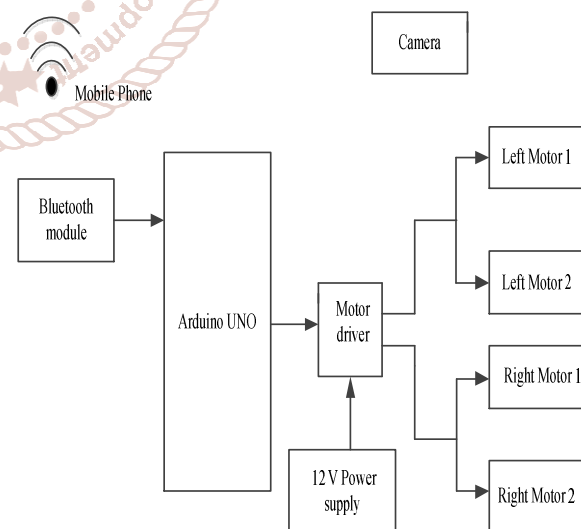 Camera
Mobile Phone
Left Motor 1
Bluetooth
module
Left Motor 2
Arduino UNO
Motor
driver
Right Motor 1
12 V Power
supply
Right Motor 2